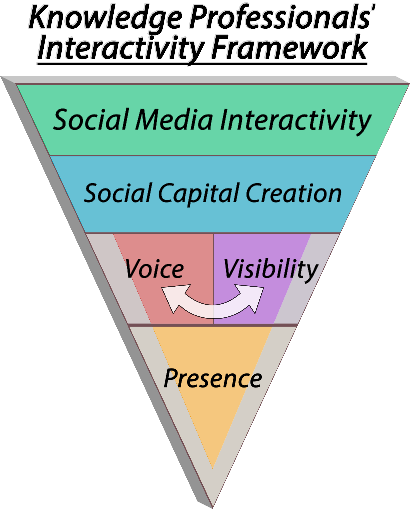 Knowledge Professionals'
Interactivity Framework
Social Media Interactivity
Social Capital Creation
Voice Visibility
Presence